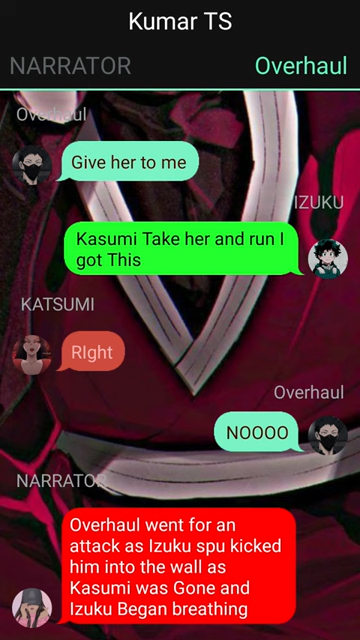 Kumar TS
NARRATOR
Overhaul
Overhaul
Give her to me
IZUKU
Kasumi Take her and run I
got This
KATSUMI
RIght
Overhaul
NOOOO
NARRATOR
Overhaul went for an
attack as Izuku spu kicked
him into the wall as
Kasumi was Gone and
Izuku Began breathing